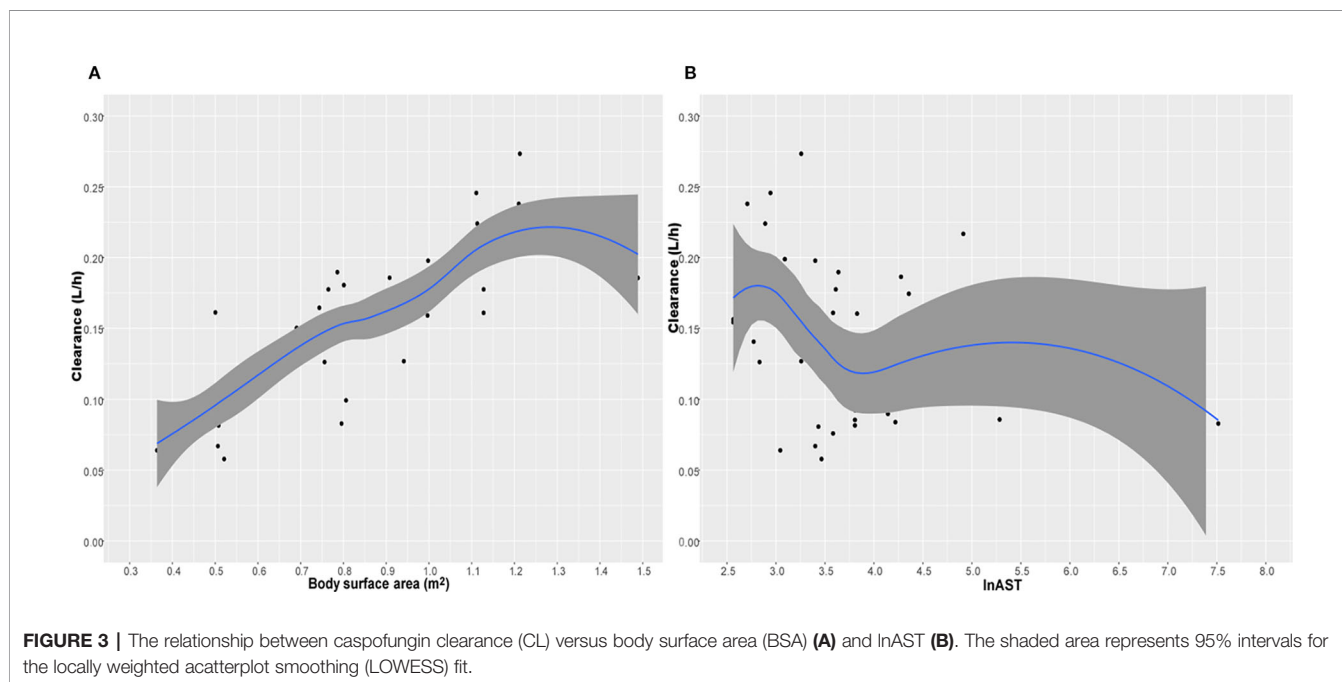 A
B
0.30
0.25
0.20
0.15
0.10
0.05
0.00
Clearance (L/h)
0.3 0.4 0.5 0.6 0.7 0.8 0.9 1.0 1.1 1.2 1.3 1.4 1.5
Body surface area (m²)
0.30
0.25
0.20
0.15
0.10
0.05
0.00
Clearance (L/h)
2.5 3.0 3.5 4.0 4.5 5.0 5.5 6.0 6.5 7.0 7.5 8.0
lnAST
FIGURE 3 | The relationship between caspofungin clearance (CL) versus body surface area (BSA) (A) and lnAST (B). The shaded area represents 95% intervals for
the locally weighted acatterplot smoothing (LOWESS) fit.